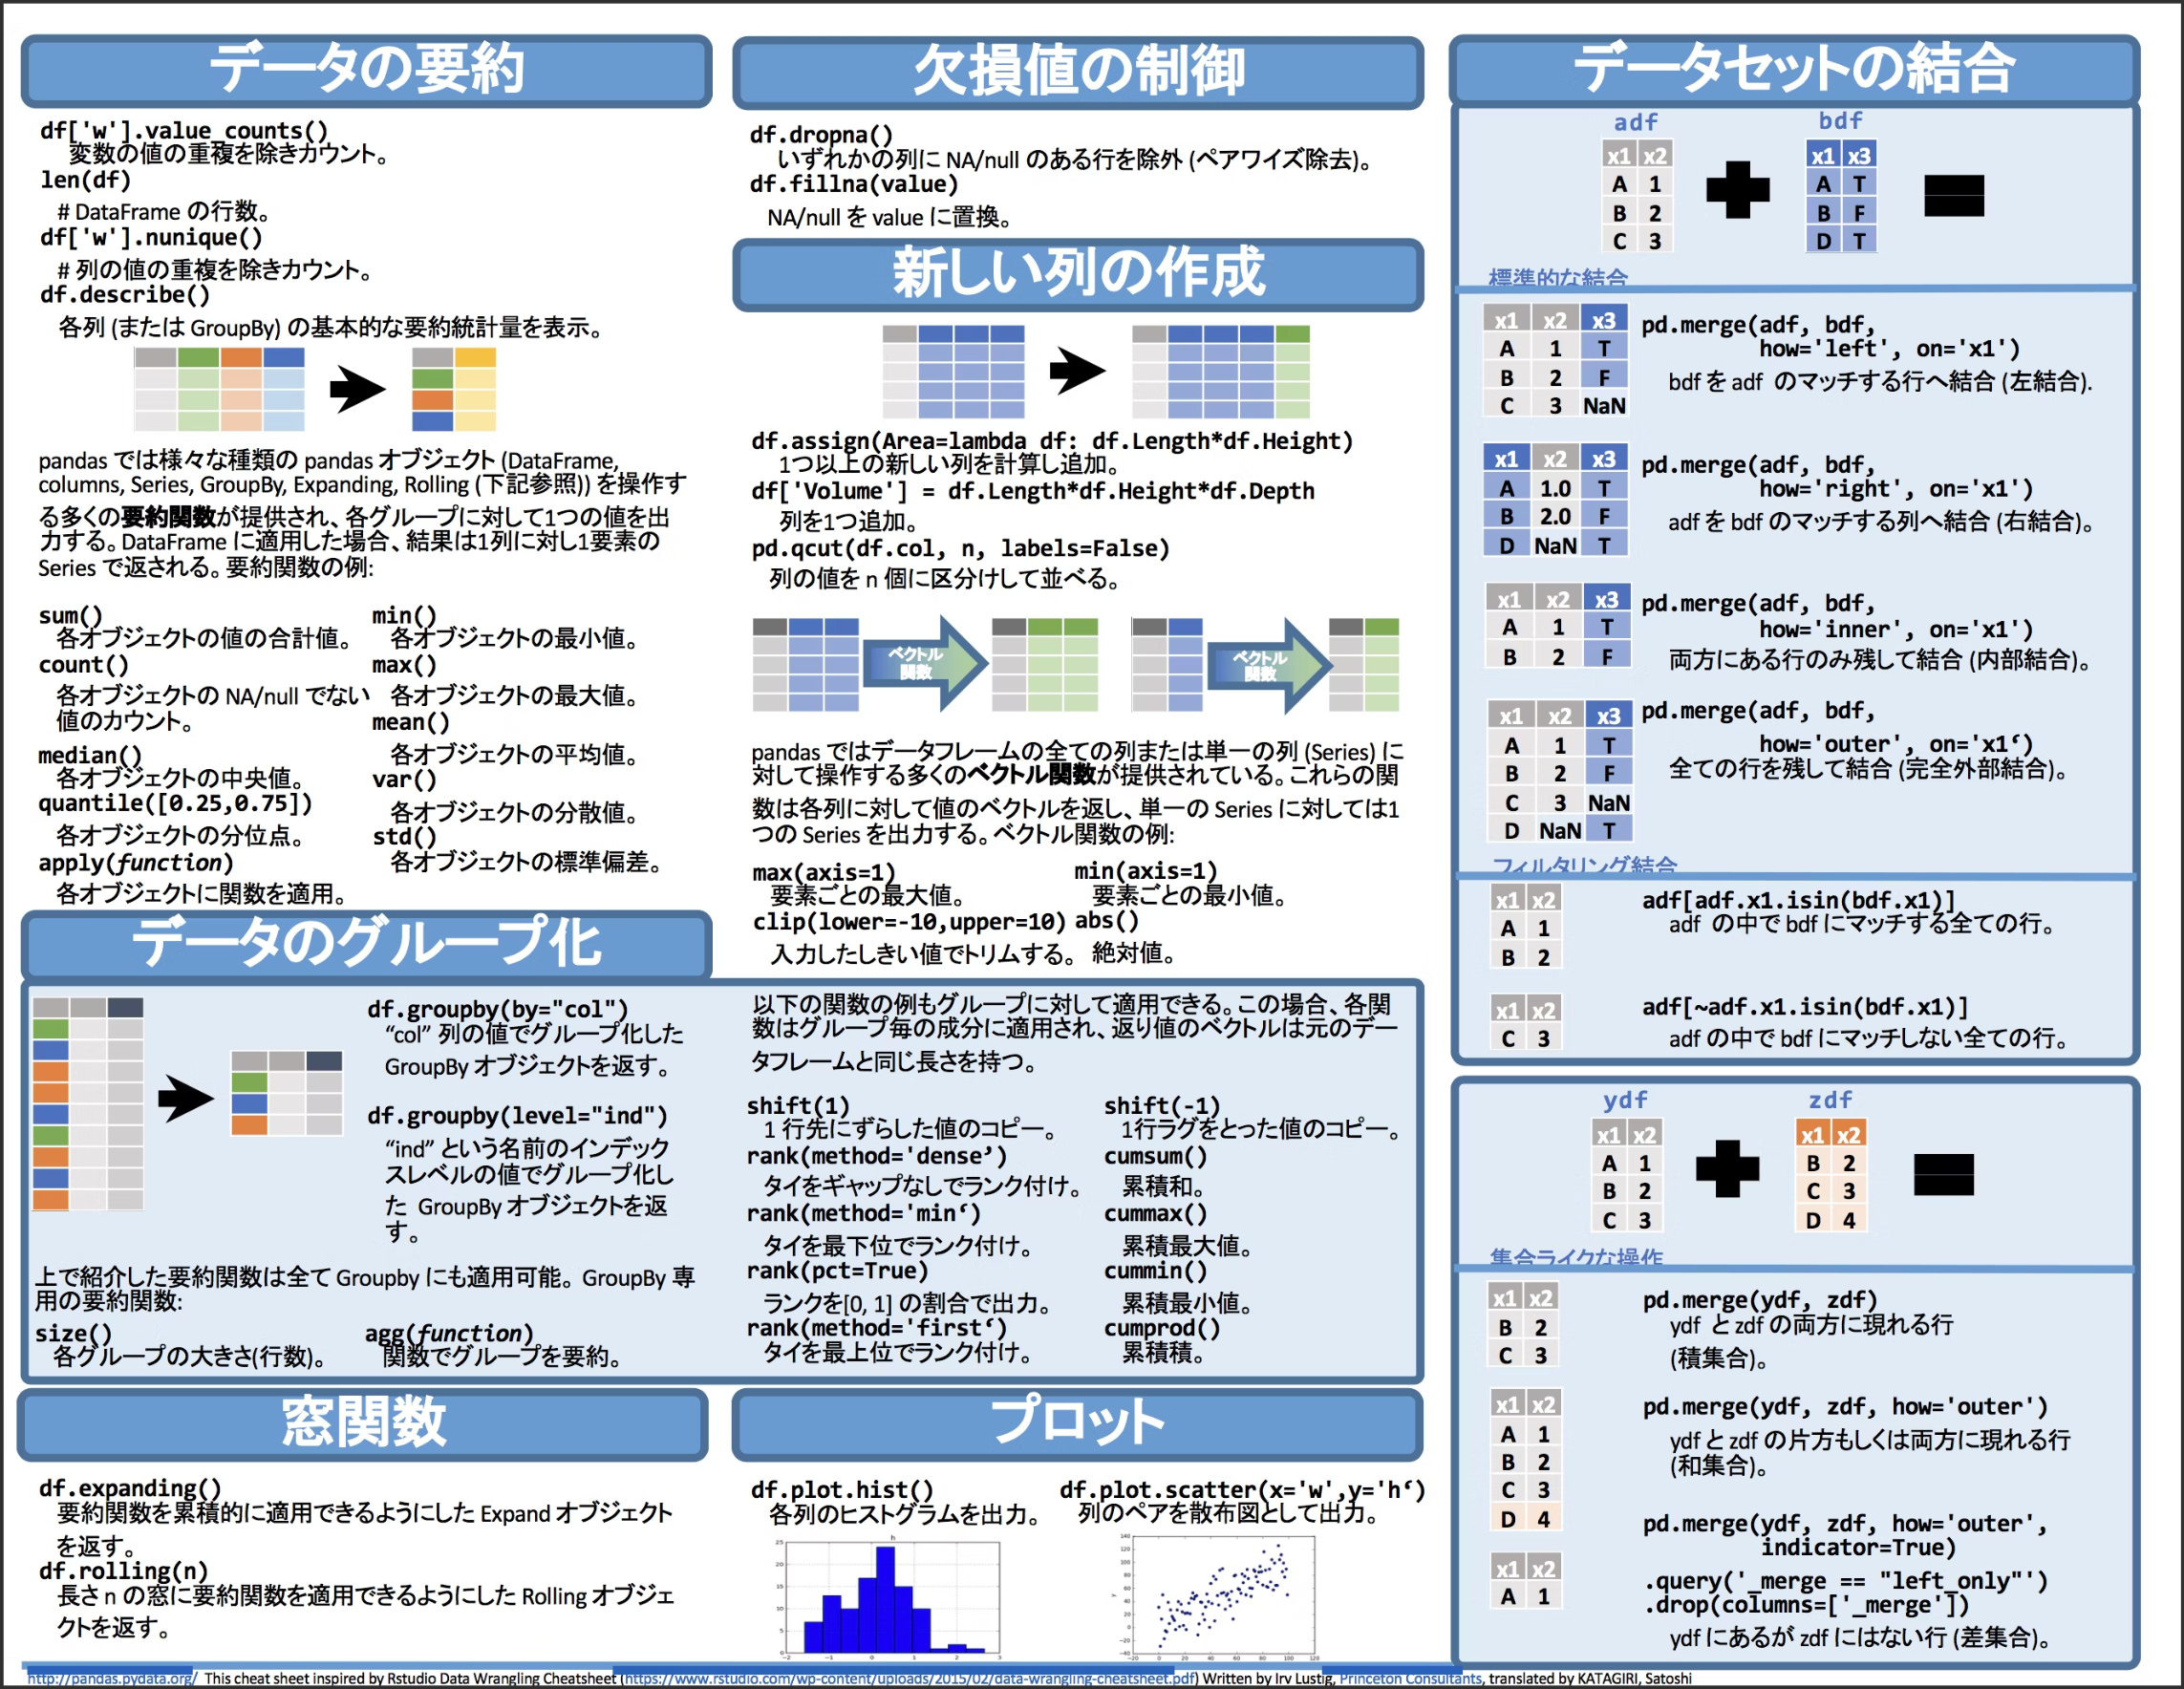 データの要約
df['w'].value_counts()
変数の値の重複を除きカウント。
len(df)
# DataFrame の行数。
df['w'].nunique()
# 列の値の重複を除きカウント。
df.describe()
各列 (または GroupBy) の基本的な要約統計量を表示。
pandas では様々な種類の pandas オブジェクト (DataFrame,
columns, Series, GroupBy, Expanding, Rolling (下記参照)) を操作す
る多くの要約関数が提供され、各グループに対して1つの値を出
力する。DataFrame に適用した場合、結果は1列に対し1要素の
Series で返される。要約関数の例:
sum()
各オブジェクトの値の合計値。
count()
各オブジェクトの NA/null でない
値のカウント。
median()
各オブジェクトの中央値。
quantile([0.25,0.75])
各オブジェクトの分位点。
apply(function)
各オブジェクトに関数を適用。
min()
各オブジェクトの最小値。
max()
各オブジェクトの最大値。
mean()
各オブジェクトの平均値。
var()
各オブジェクトの分散値。
std()
各オブジェクトの標準偏差。
データのグループ化
df.groupby(by="col")
“col” 列の値でグループ化した
GroupBy オブジェクトを返す。
df.groupby(level="ind")
“ind” という名前のインデック
スレベルの値でグループ化し
た GroupBy オブジェクトを返
す。
上で紹介した要約関数は全て Groupby にも適用可能。GroupBy 専
用の要約関数:
size()
各グループの大きさ(行数)。
agg(function)
関数でグループを要約。
以下の関数の例もグループに対して適用できる。この場合、各関
数はグループ毎の成分に適用され、返り値のベクトルは元のデー
タフレームと同じ長さを持つ。
shift(1)
1 行先にずらした値のコピー。
rank(method='dense’)
タイをギャップなしでランク付け。
rank(method='min‘)
タイを最下位でランク付け。
rank(pct=True)
ランクを[0, 1] の割合で出力。
rank(method='first‘)
タイを最上位でランク付け。
shift(-1)
1行ラグをとった値のコピー。
cumsum()
累積和。
cummax()
累積最大値。
cummin()
累積最小値。
cumprod()
累積積。
窓関数
df.expanding()
要約関数を累積的に適用できるようにした Expand オブジェクト
を返す。
df.rolling(n)
長さ n の窓に要約関数を適用できるようにした Rolling オブジェ
クトを返す。
欠損値の制御
df.dropna()
いずれかの列に NA/null のある行を除外 (ペアワイズ除去)。
df.fillna(value)
NA/null を value に置換。
新しい列の作成
df.assign(Area=lambda df: df.Length*df.Height)
1つ以上の新しい列を計算し追加。
df['Volume'] = df.Length*df.Height*df.Depth
列を1つ追加。
pd.qcut(df.col, n, labels=False)
列の値を n 個に区分けして並べる。
ベクトル
関数
ベクトル
関数
pandas ではデータフレームの全ての列または単一の列 (Series) に
対して操作する多くのベクトル関数が提供されている。これらの関
数は各列に対して値のベクトルを返し、単一の Series に対しては1
つの Series を出力する。ベクトル関数の例:
max(axis=1)
要素ごとの最大値。
clip(lower=-10,upper=10)
入力したしきい値でトリムする。
min(axis=1)
要素ごとの最小値。
abs()
絶対値。
プロット
df.plot.hist()
各列のヒストグラムを出力。
h
25
20
15
10
5
0
-2 -1 0 1 2 3
df.plot.scatter(x='w',y='h‘)
列のペアを散布図として出力。
140
120
100
80
60
40
20
0
-20
-40
-20 0 20 40 60 80 100 120
データセットの結合
adf
x1 x2
A 1
B 2
C 3
bdf
x1 x3
A T
B F
D T
標準的な結合
x1 x2 x3
A 1 T
B 2 F
C 3 NaN
pd.merge(adf, bdf,
how='left', on='x1')
bdf を adf のマッチする行へ結合 (左結合).
x1 x2 x3
A 1.0 T
B 2.0 F
D NaN T
pd.merge(adf, bdf,
how='right', on='x1')
adf を bdf のマッチする列へ結合 (右結合)。
x1 x2 x3
A 1 T
B 2 F
pd.merge(adf, bdf,
how='inner', on='x1')
両方にある行のみ残して結合 (内部結合)。
x1 x2 x3
A 1 T
B 2 F
C 3 NaN
D NaN T
pd.merge(adf, bdf,
how='outer', on='x1‘)
全ての行を残して結合 (完全外部結合)。
フィルタリング結合
x1 x2
A 1
B 2
adf[adf.x1.isin(bdf.x1)]
adf の中で bdf にマッチする全ての行。
x1 x2
C 3
adf[~adf.x1.isin(bdf.x1)]
adf の中で bdf にマッチしない全ての行。
ydf
x1 x2
A 1
B 2
C 3
zdf
x1 x2
B 2
C 3
D 4
集合ライクな操作
x1 x2
B 2
C 3
pd.merge(ydf, zdf)
ydf と zdf の両方に現れる行
(積集合)。
x1 x2
A 1
B 2
C 3
D 4
pd.merge(ydf, zdf, how='outer')
ydf と zdf の片方もしくは両方に現れる行
(和集合)。
x1 x2
A 1
pd.merge(ydf, zdf, how='outer',
indicator=True)
.query('_merge == "left_only"')
.drop(columns=['_merge'])
ydf にあるが zdf にはない行 (差集合)。
http://pandas.pydata.org/ This cheat sheet inspired by Rstudio Data Wrangling Cheatsheet (https://www.rstudio.com/wp-content/uploads/2015/02/data-wrangling-cheatsheet.pdf) Written by Irv Lustig, Princeton Consultants, translated by KATAGIRI, Satoshi